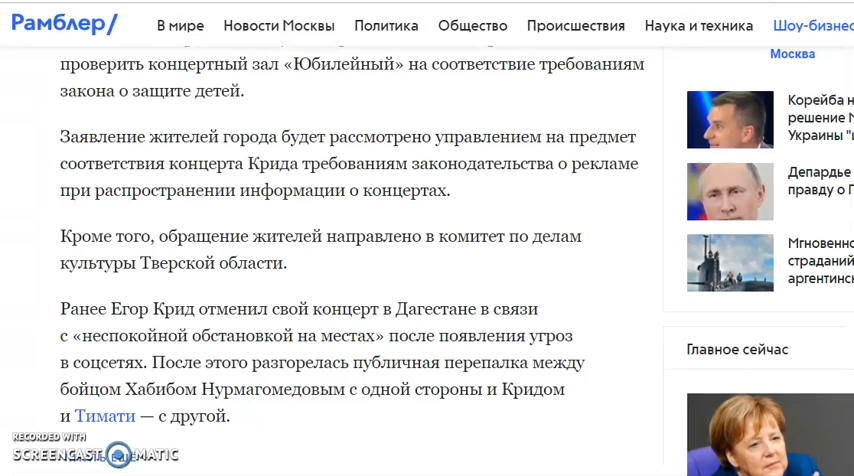 Рамблер/
В мире Новости Москвы Политика Общество Происшествия Наука и техника Шоу-бизнес
проверить концертный зал «Юбилейный» на соответствие требованиям
закона о защите детей.
Заявление жителей города будет рассмотрено управлением на предмет
соответствия концерта Крида требованиям законодательства о рекламе
при распространении информации о концертах.
Кроме того, обращение жителей направлено в комитет по делам
культуры Тверской области.
Ранее Егор Крид отменил свой концерт в Дагестане в связи
с «неспокойной обстановкой на местах» после появления угроз
в соцсетях. После этого разгорелась публичная перепалка между
бойцом Хабибом Нурмагомедовым с одной стороны и Кридом
и Тимати — с другой.
RECORDED WITH
SCREENCAST MATIC
Москва
Корейба н
решение
Украины "
Депардье
правду о
Мгновенно
страданий
аргентинс
Главное сейчас